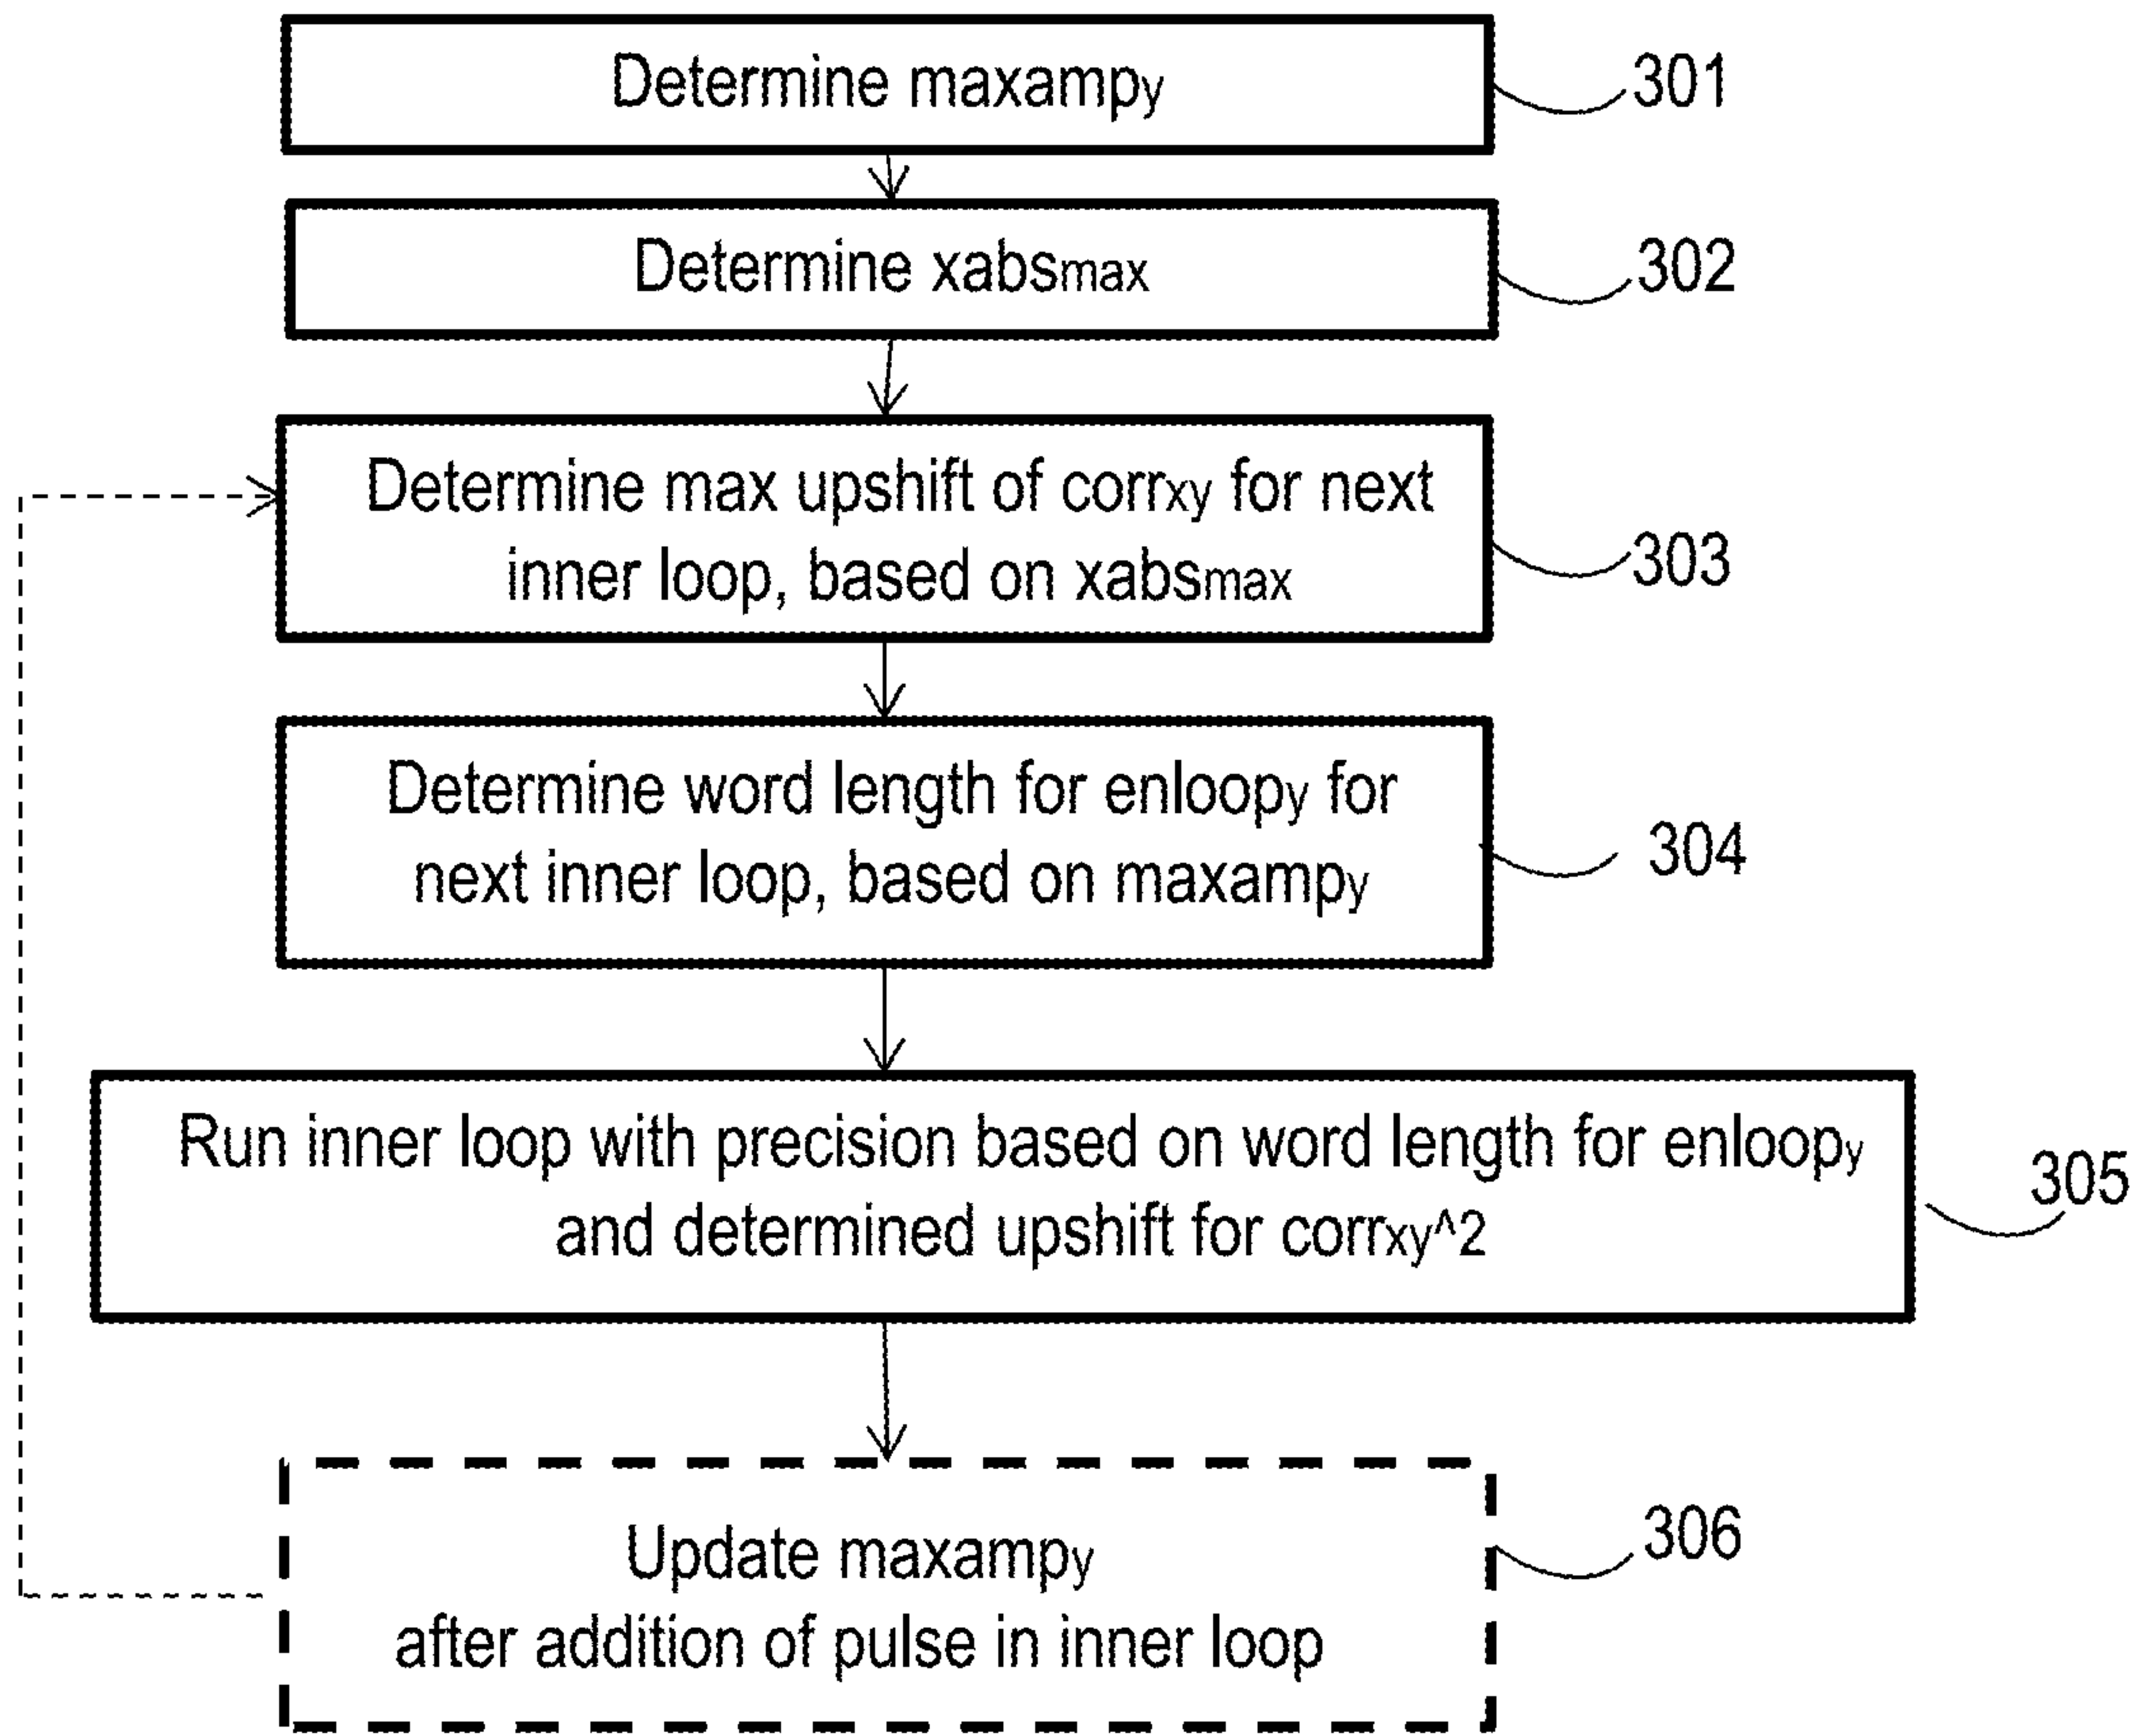 Determine maxampy
301
Determine xabsmax
302
Determine max upshift of corrxy for next
inner loop, based on xabsmax
303
Determine word length for enloopy for
next inner loop, based on maxampy
304
Run inner loop with precision based on word length for enloopy
and determined upshift for corrxy^2
305
Update maxampy
after addition of pulse in inner loop
306